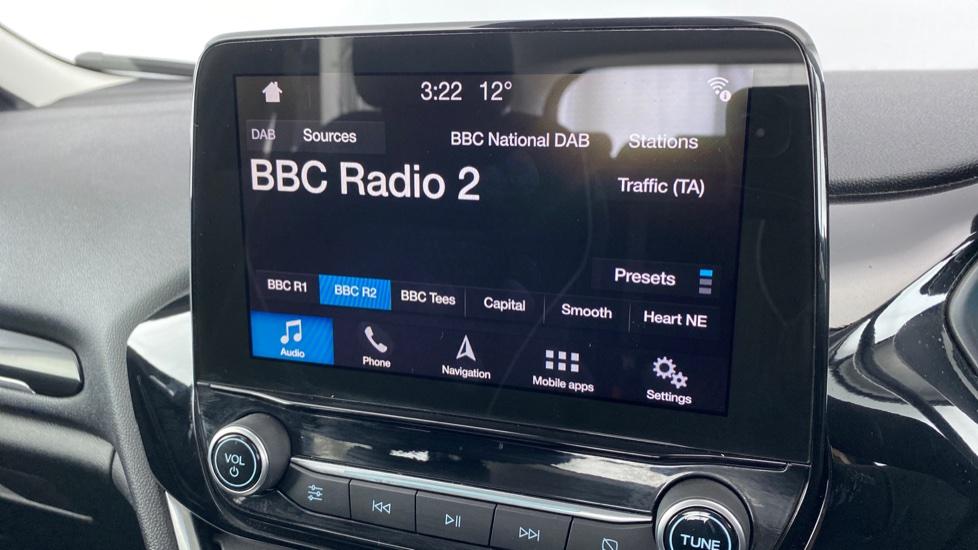 3:22 12°
DAB Sources BBC National DAB Stations
BBC Radio 2 Traffic (TA)
Presets
BBC R1 BBC R2 BBC Tees Capital Smooth Heart NE
Audio Phone Navigation Mobile apps Settings
VOL
TUNE